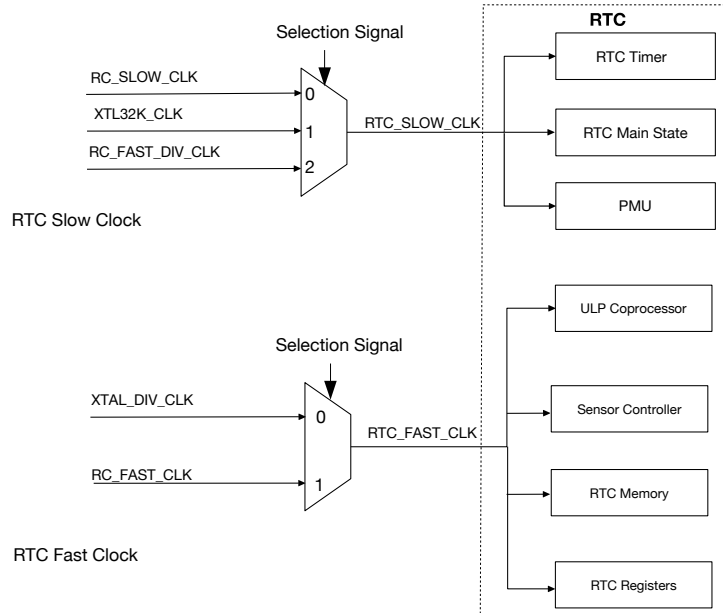 RTC
Selection Signal
RTC Timer
RC_SLOW_CLK
0
XTL32K_CLK
1
RTC_SLOW_CLK
RTC Main State
RC_FAST_DIV_CLK
2
PMU
RTC Slow Clock
ULP Coprocessor
Selection Signal
XTAL_DIV_CLK
0
Sensor Controller
RTC_FAST_CLK
RC_FAST_CLK
1
RTC Memory
RTC Fast Clock
RTC Registers